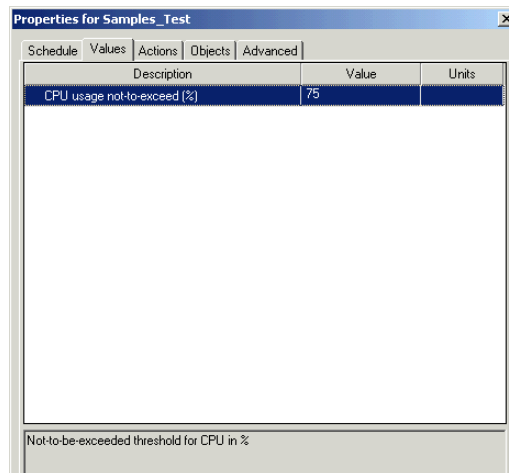 Properties for Samples_Test
Schedule Values Actions Objects Advanced
Description Value Units
CPU usage not-to-exceed (%) 75
Not-to-be-exceeded threshold for CPU in %